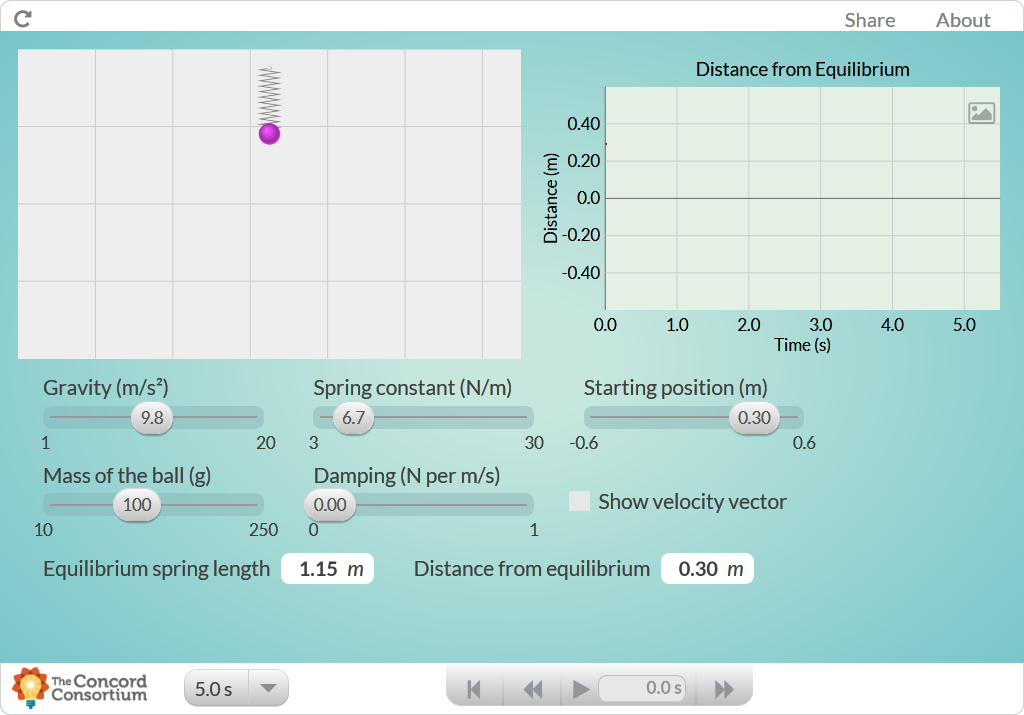 Share About
Distance from Equilibrium
0.40
0.20
0.0
-0.20
-0.40
Distance (m)
0.0 1.0 2.0 3.0 4.0 5.0
Time (s)
Gravity (m/s²) Spring constant (N/m) Starting position (m)
9.8 6.7 0.30
1 20 3 30 -0.6 0.6
Mass of the ball (g) Damping (N per m/s)
100 0.00 Show velocity vector
10 250 0 1
Equilibrium spring length 1.15 m Distance from equilibrium 0.30 m
The Concord
Consortium
5.0 s 0.0 s